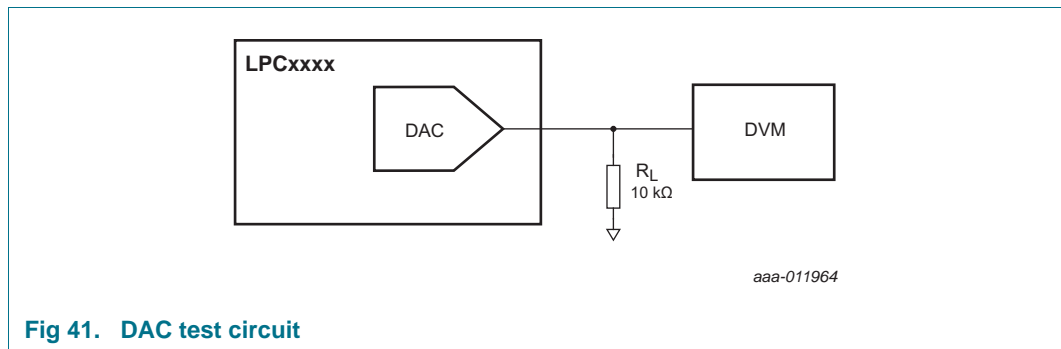 LPCxxxx
DAC
DVM
RL
10 kΩ
aaa-011964
Fig 41. DAC test circuit